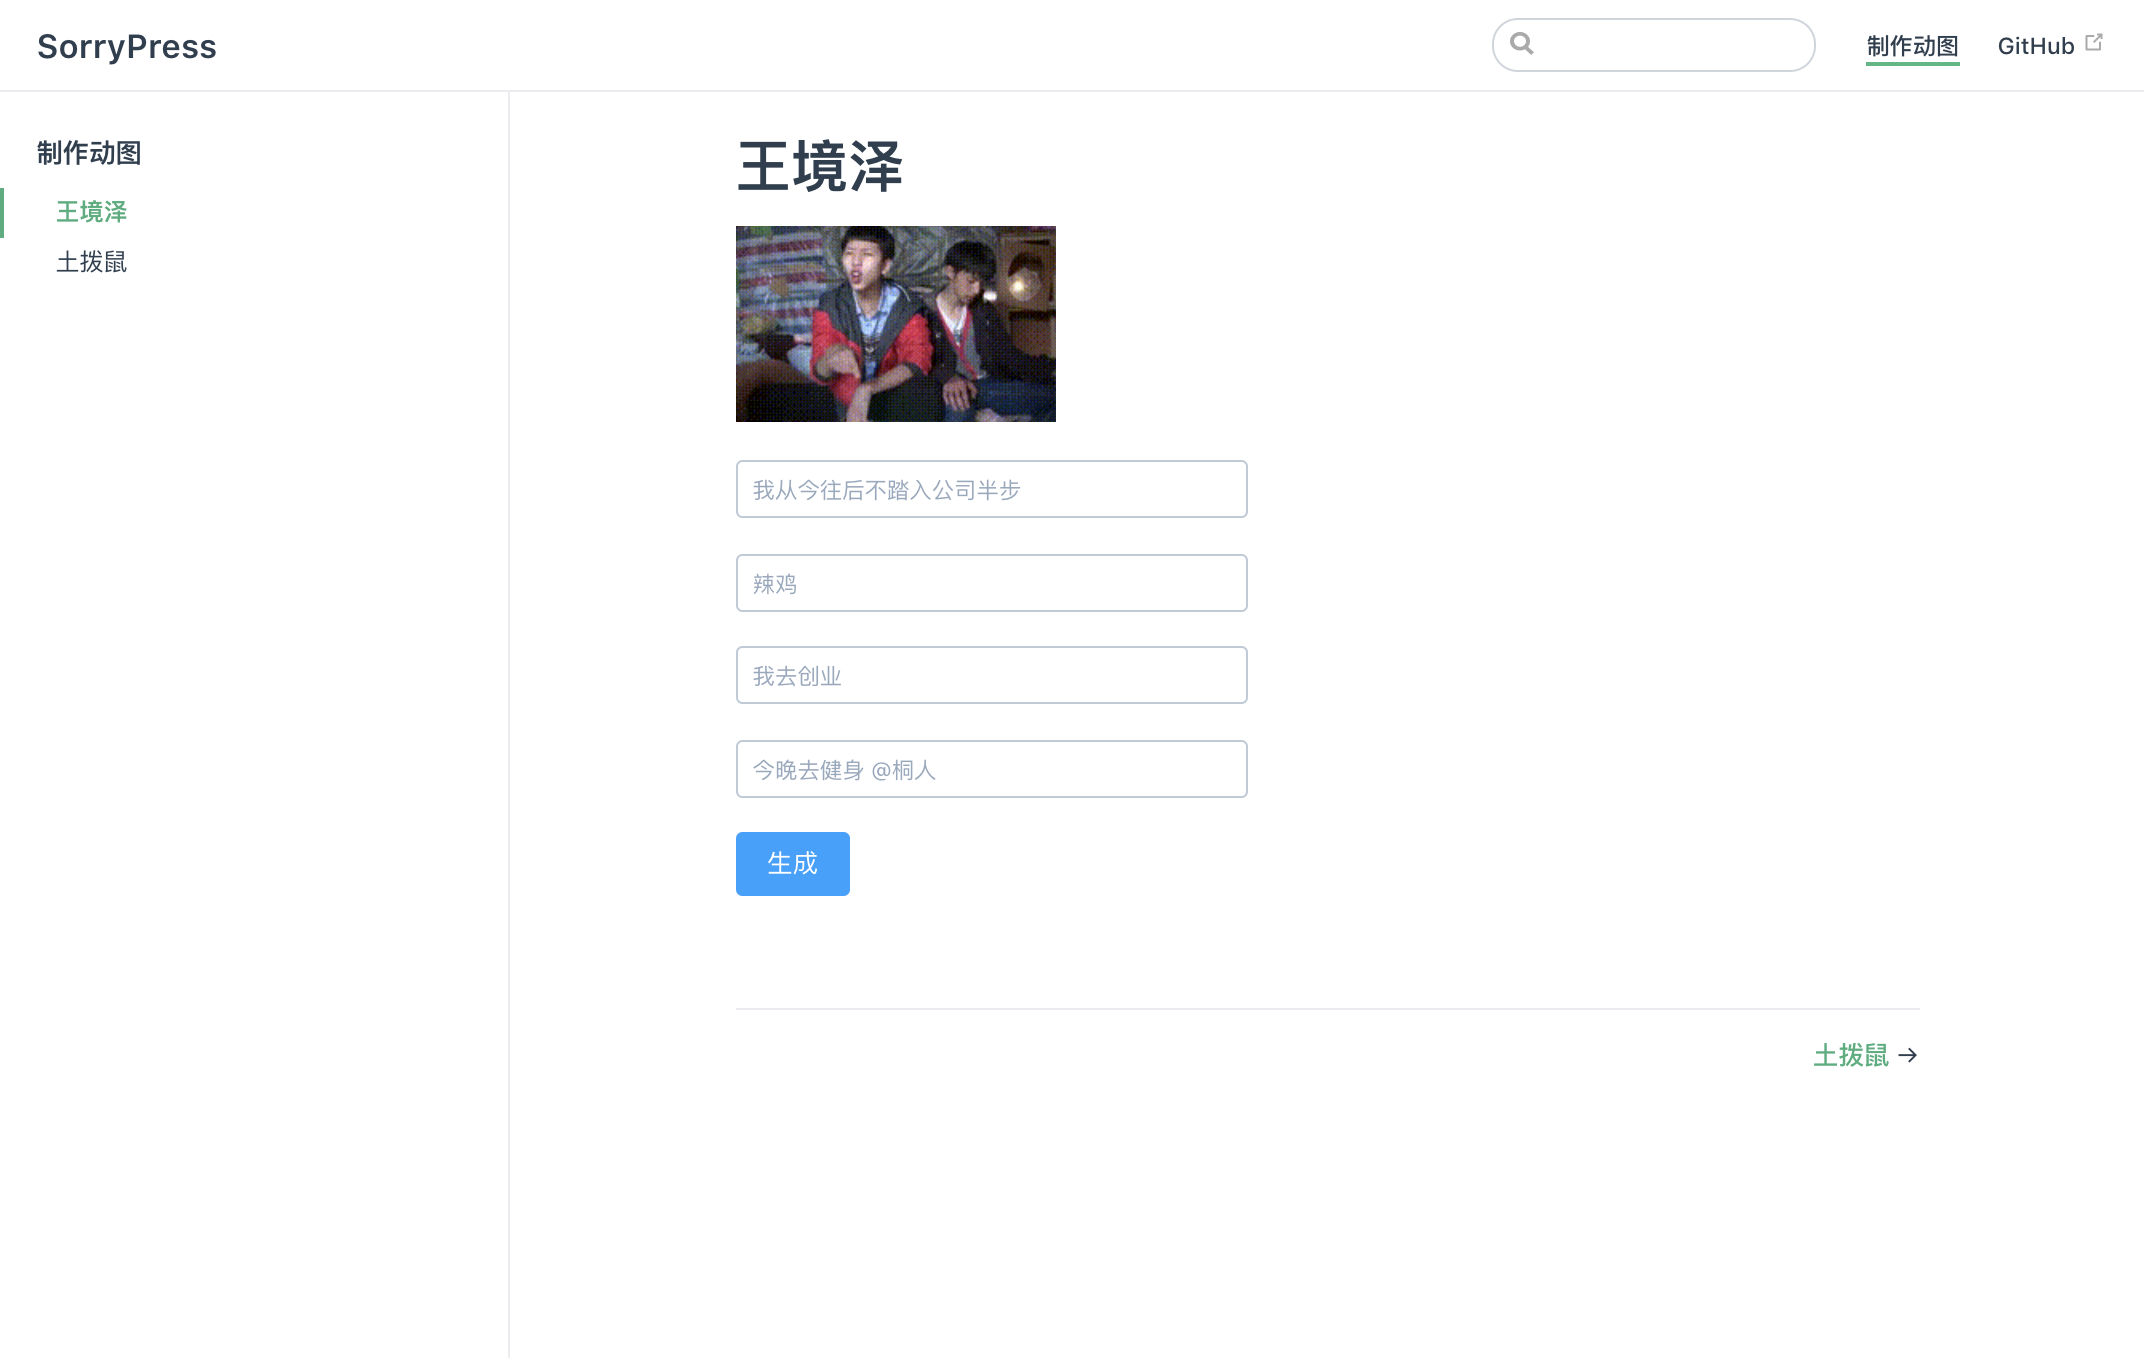 SorryPress
制作动图
GitHub
制作动图
王境泽
土拨鼠
王境泽
我从今往后不踏入公司半步
辣鸡
我去创业
今晚去健身 @桐人
生成
土拨鼠 →